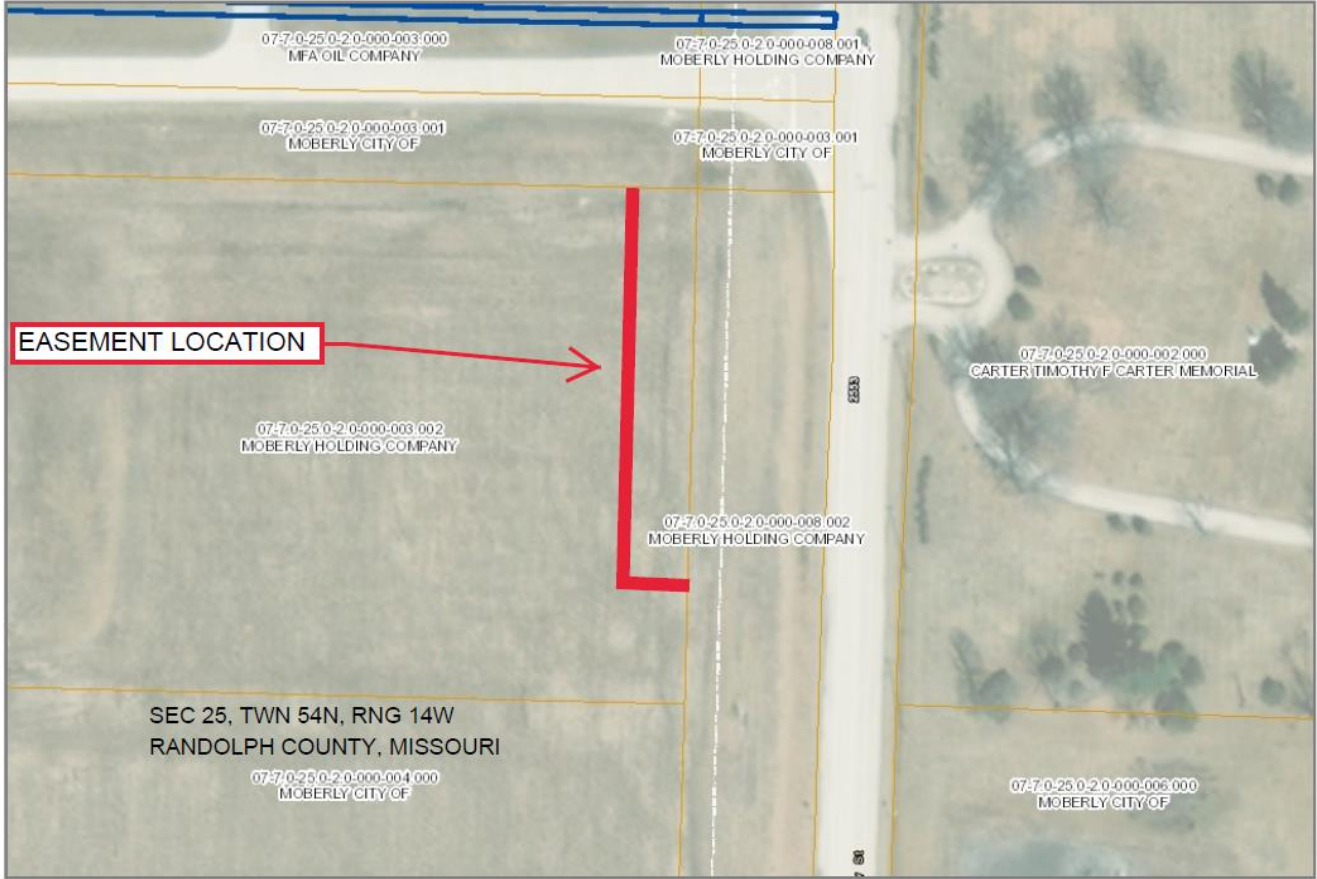 07-7.0-25.0-2.0-000-003.000
MFA OIL COMPANY
07-7.0-25.0-2.0-000-008.001
MOBERLY HOLDING COMPANY
07-7.0-25.0-2.0-000-003.001
MOBERLY CITY OF
07-7.0-25.0-2.0-000-003.001
MOBERLY CITY OF
EASEMENT LOCATION
07-7.0-25.0-2.0-000-002.000
CARTER TIMOTHY F CARTER MEMORIAL
07-7.0-25.0-2.0-000-003.002
MOBERLY HOLDING COMPANY
07-7.0-25.0-2.0-000-008.002
MOBERLY HOLDING COMPANY
SEC 25, TWN 54N, RNG 14W
RANDOLPH COUNTY, MISSOURI
07-7.0-25.0-2.0-000-004.000
MOBERLY CITY OF
07-7.0-25.0-2.0-000-006.000
MOBERLY CITY OF
St